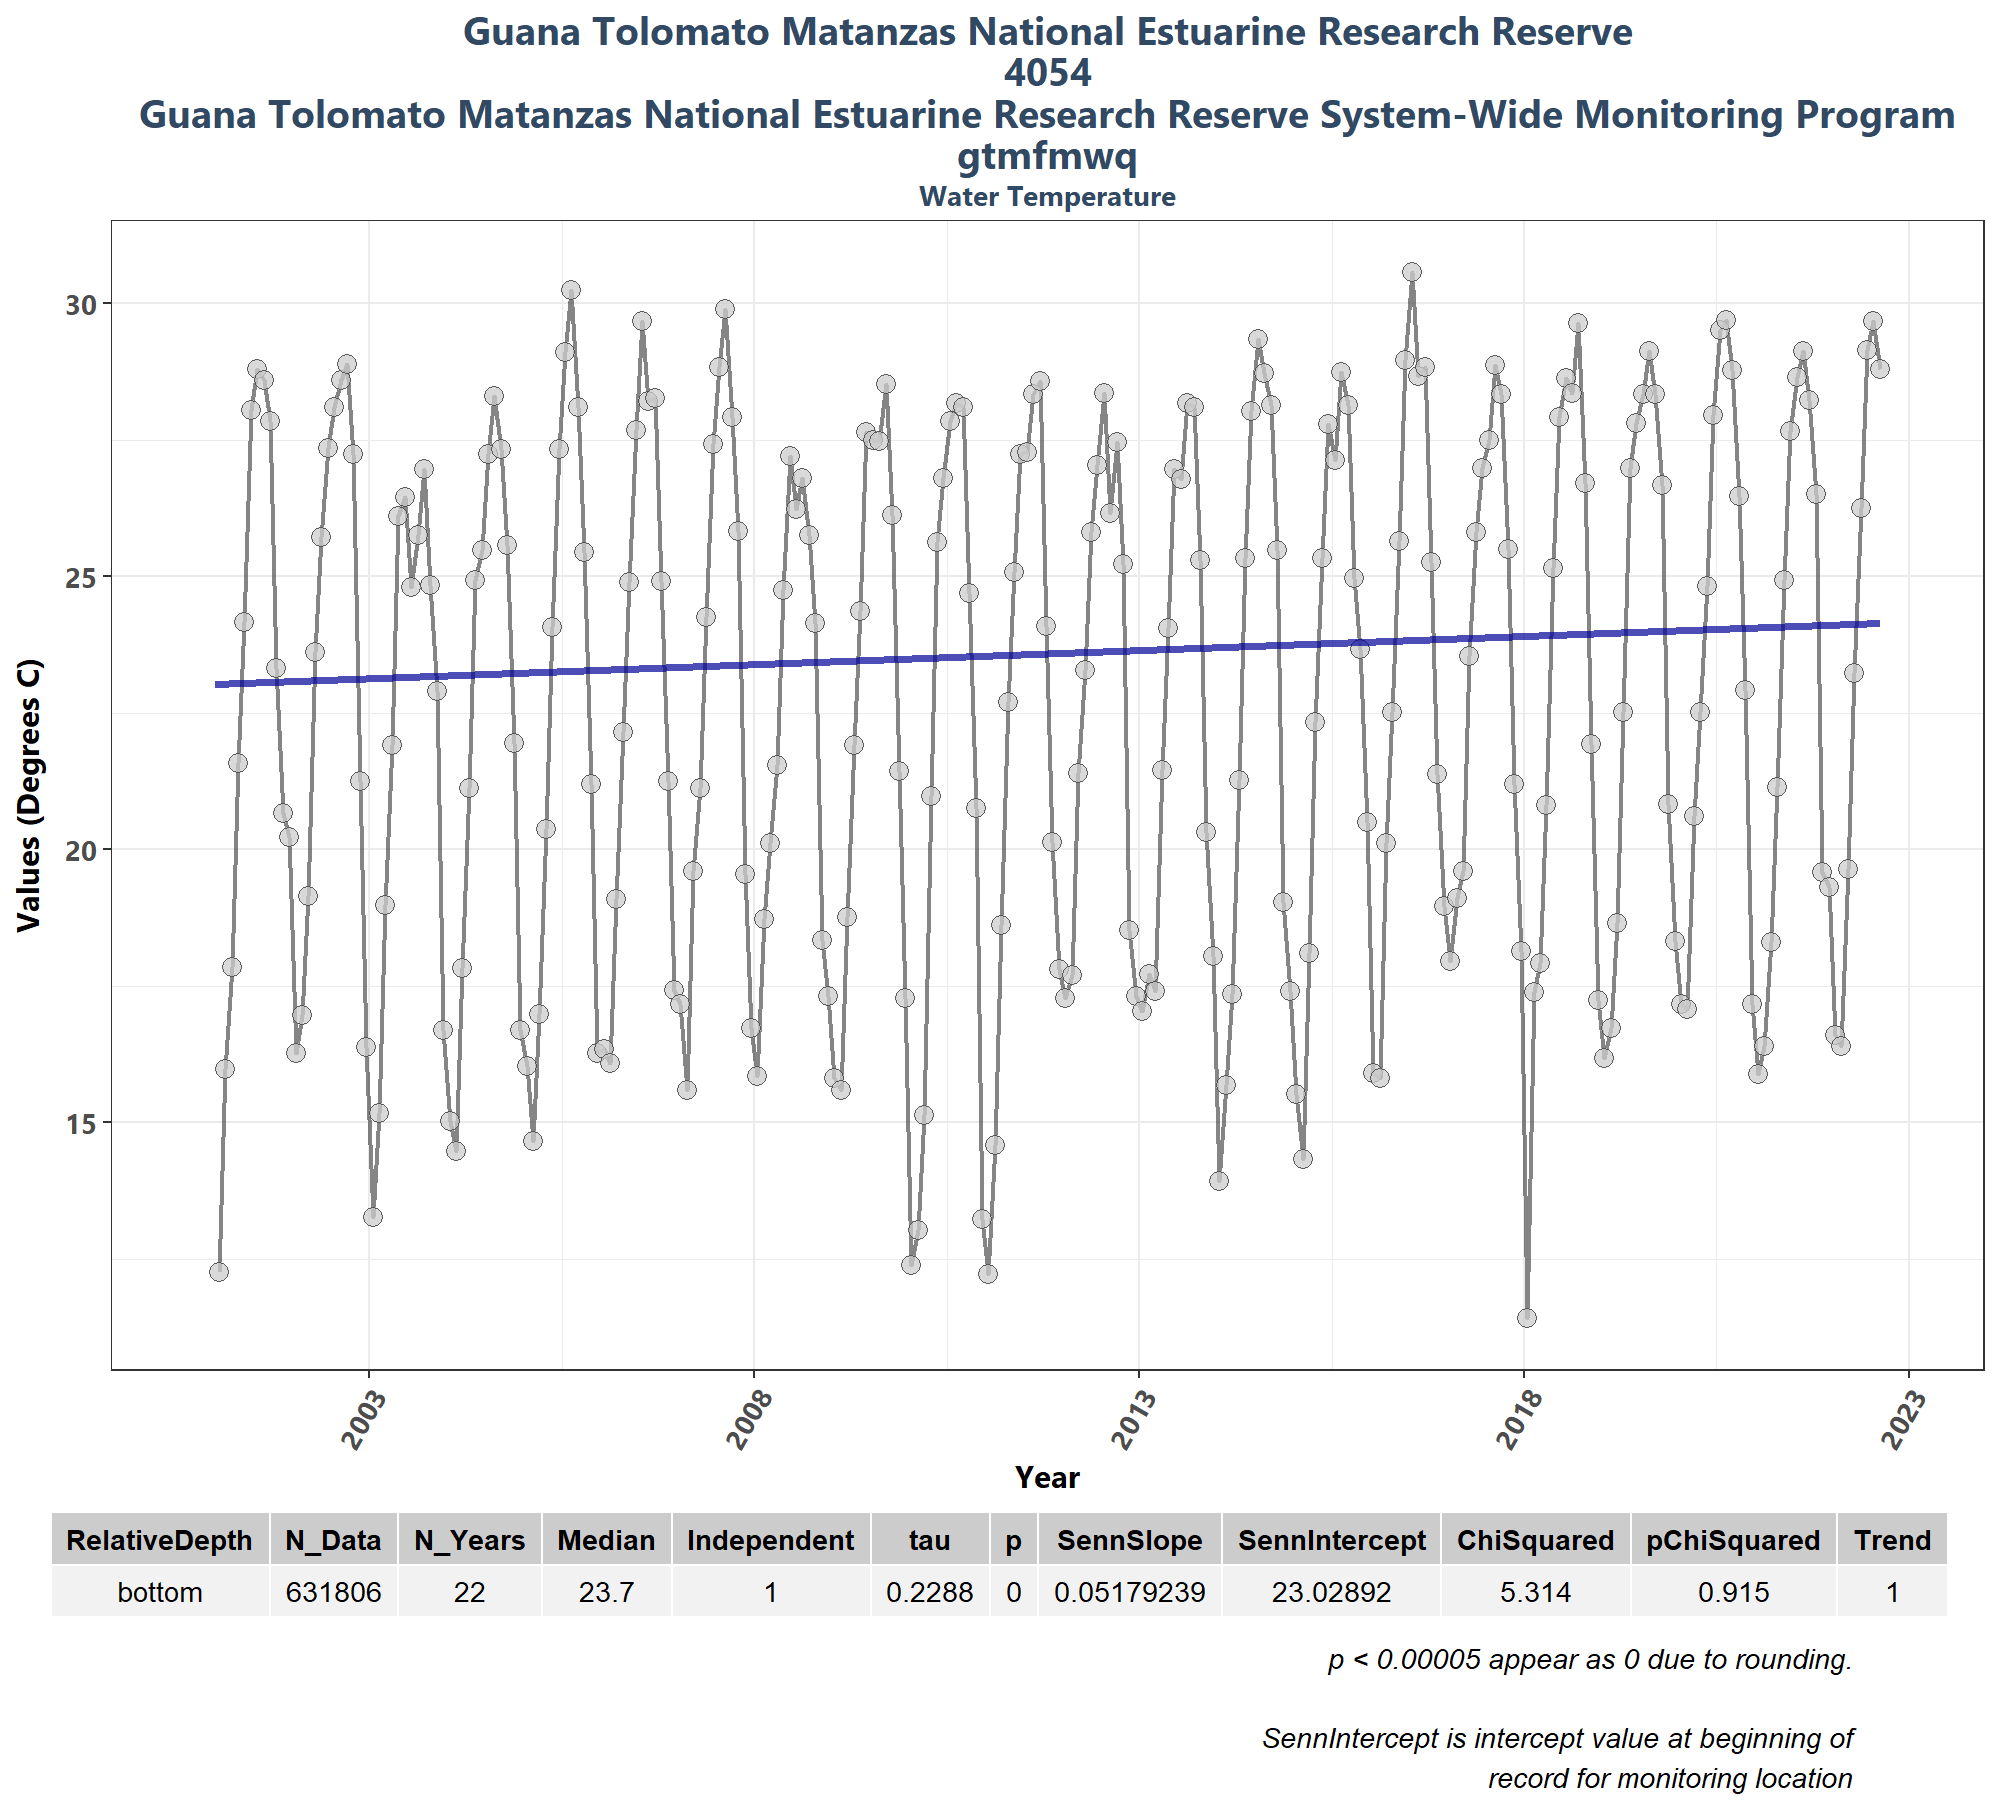 Guana Tolomato Matanzas National Estuarine Research Reserve
4054
Guana Tolomato Matanzas National Estuarine Research Reserve System-Wide Monitoring Program
gtmfmwq
Water Temperature
Values (Degrees C)
30
25
20
15
2003 2008 2013 2018 2023
Year
RelativeDepth N_Data N_Years Median Independent tau p SennSlope SennIntercept ChiSquared pChiSquared Trend
bottom 631806 22 23.7 1 0.2288 0 0.05179239 23.02892 5.314 0.915 1
p < 0.00005 appear as 0 due to rounding.
SennIntercept is intercept value at beginning of
record for monitoring location